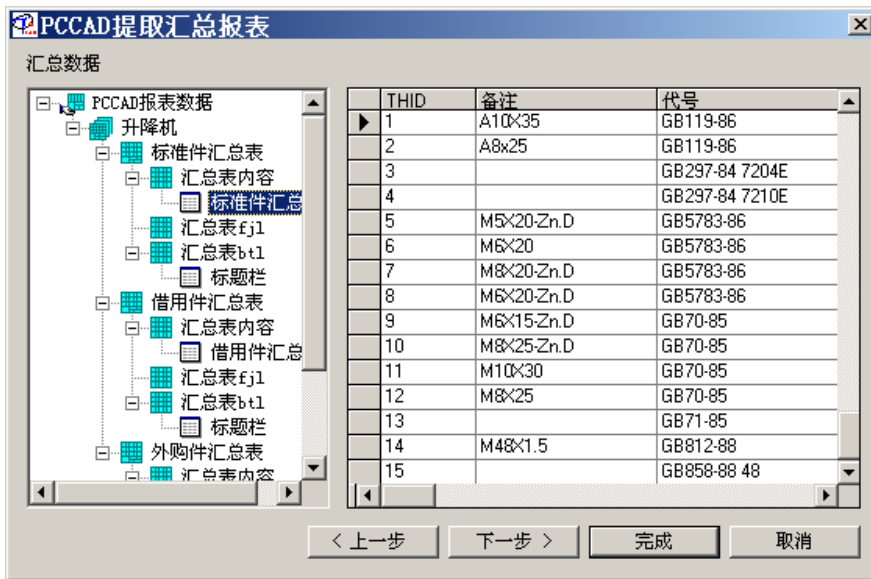 PCCAD提取汇总报表
汇总数据
PCCAD报表数据
升降机
标准件汇总表
汇总表内容
标准件汇总
汇总表fjl
汇总表btl
标题栏
借用件汇总表
汇总表内容
借用件汇总
汇总表fjl
汇总表btl
标题栏
外购件汇总表
汇总表内容
THID 备注 代号
1 A10X35 GB119-86
2 A8x25 GB119-86
3 GB297-84 7204E
4 GB297-84 7210E
5 M5X20-Zn.D GB5783-86
6 M6X20 GB5783-86
7 M8X20-Zn.D GB5783-86
8 M6X20-Zn.D GB5783-86
9 M6X15-Zn.D GB70-85
10 M8X25-Zn.D GB70-85
11 M10X30 GB70-85
12 M8X25 GB70-85
13 GB71-85
14 M48X1.5 GB812-88
15 GB858-88 48
< 上一步 下一步 > 完成 取消